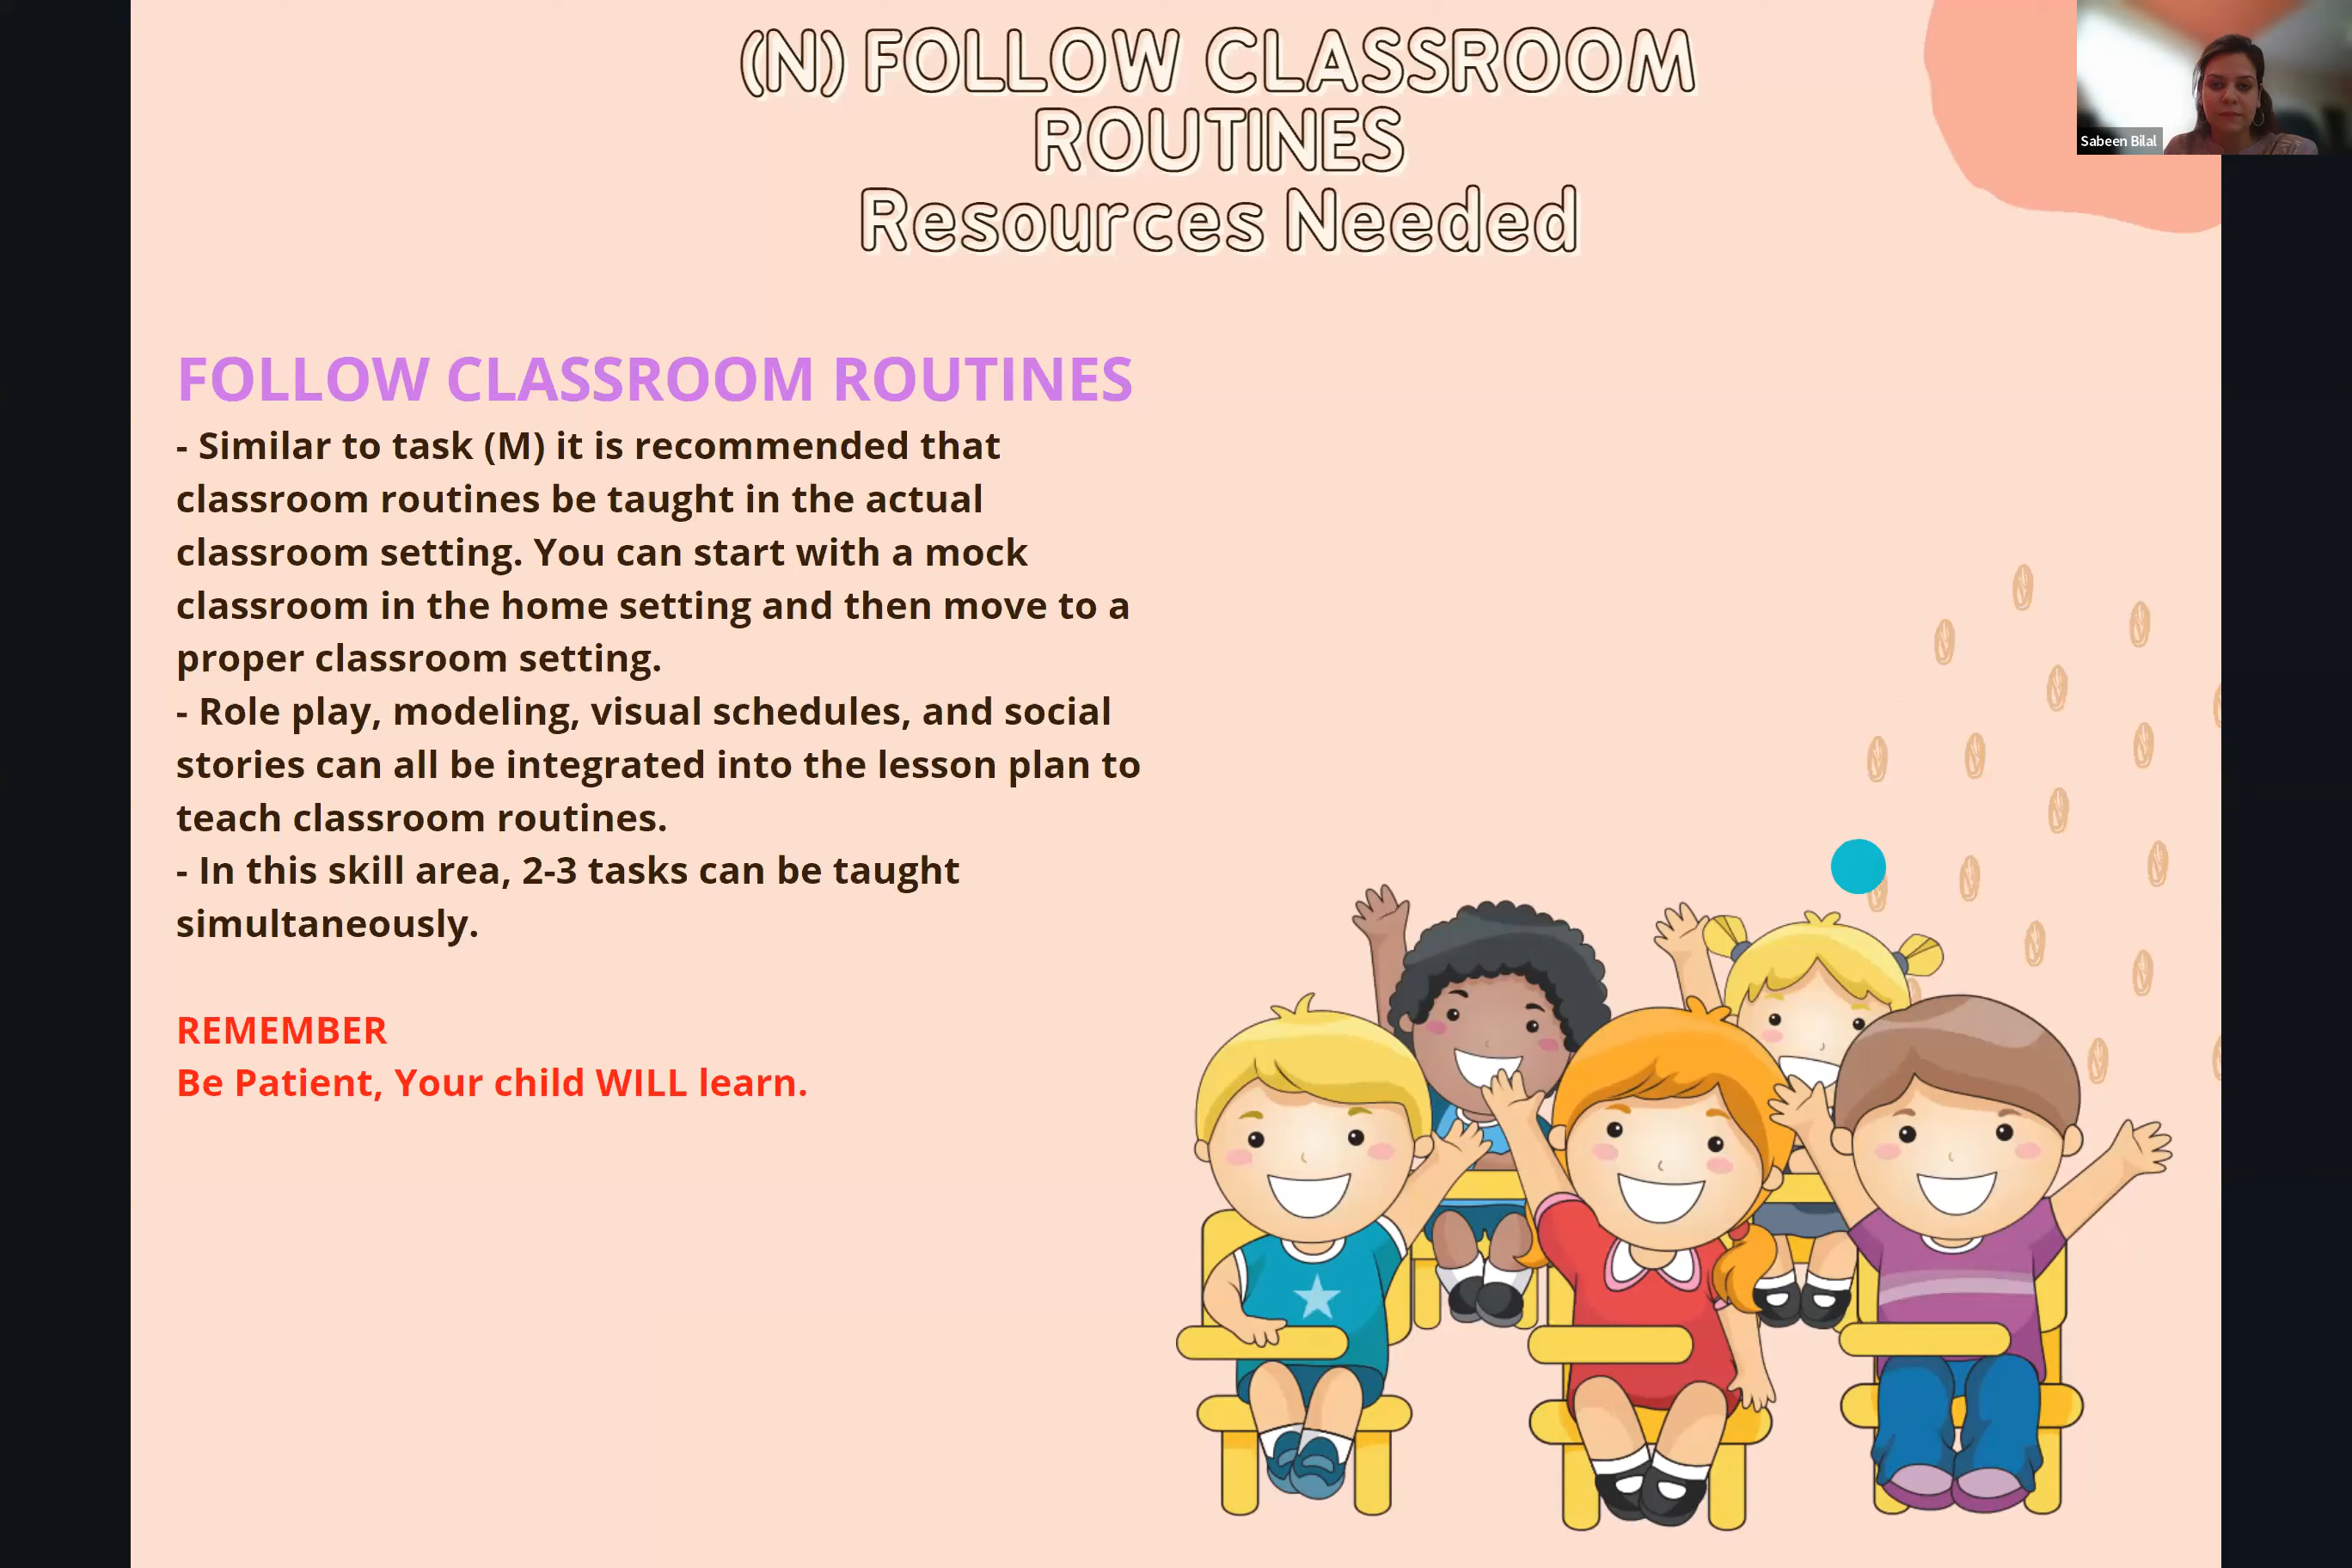 (N) FOLLOW CLASSROOM
ROUTINES
Resources Needed
Sabeen Bilal
FOLLOW CLASSROOM ROUTINES
- Similar to task (M) it is recommended that
classroom routines be taught in the actual
classroom setting. You can start with a mock
classroom in the home setting and then move to a
proper classroom setting.
- Role play, modeling, visual schedules, and social
stories can all be integrated into the lesson plan to
teach classroom routines.
- In this skill area, 2-3 tasks can be taught
simultaneously.
REMEMBER
Be Patient, Your child WILL learn.